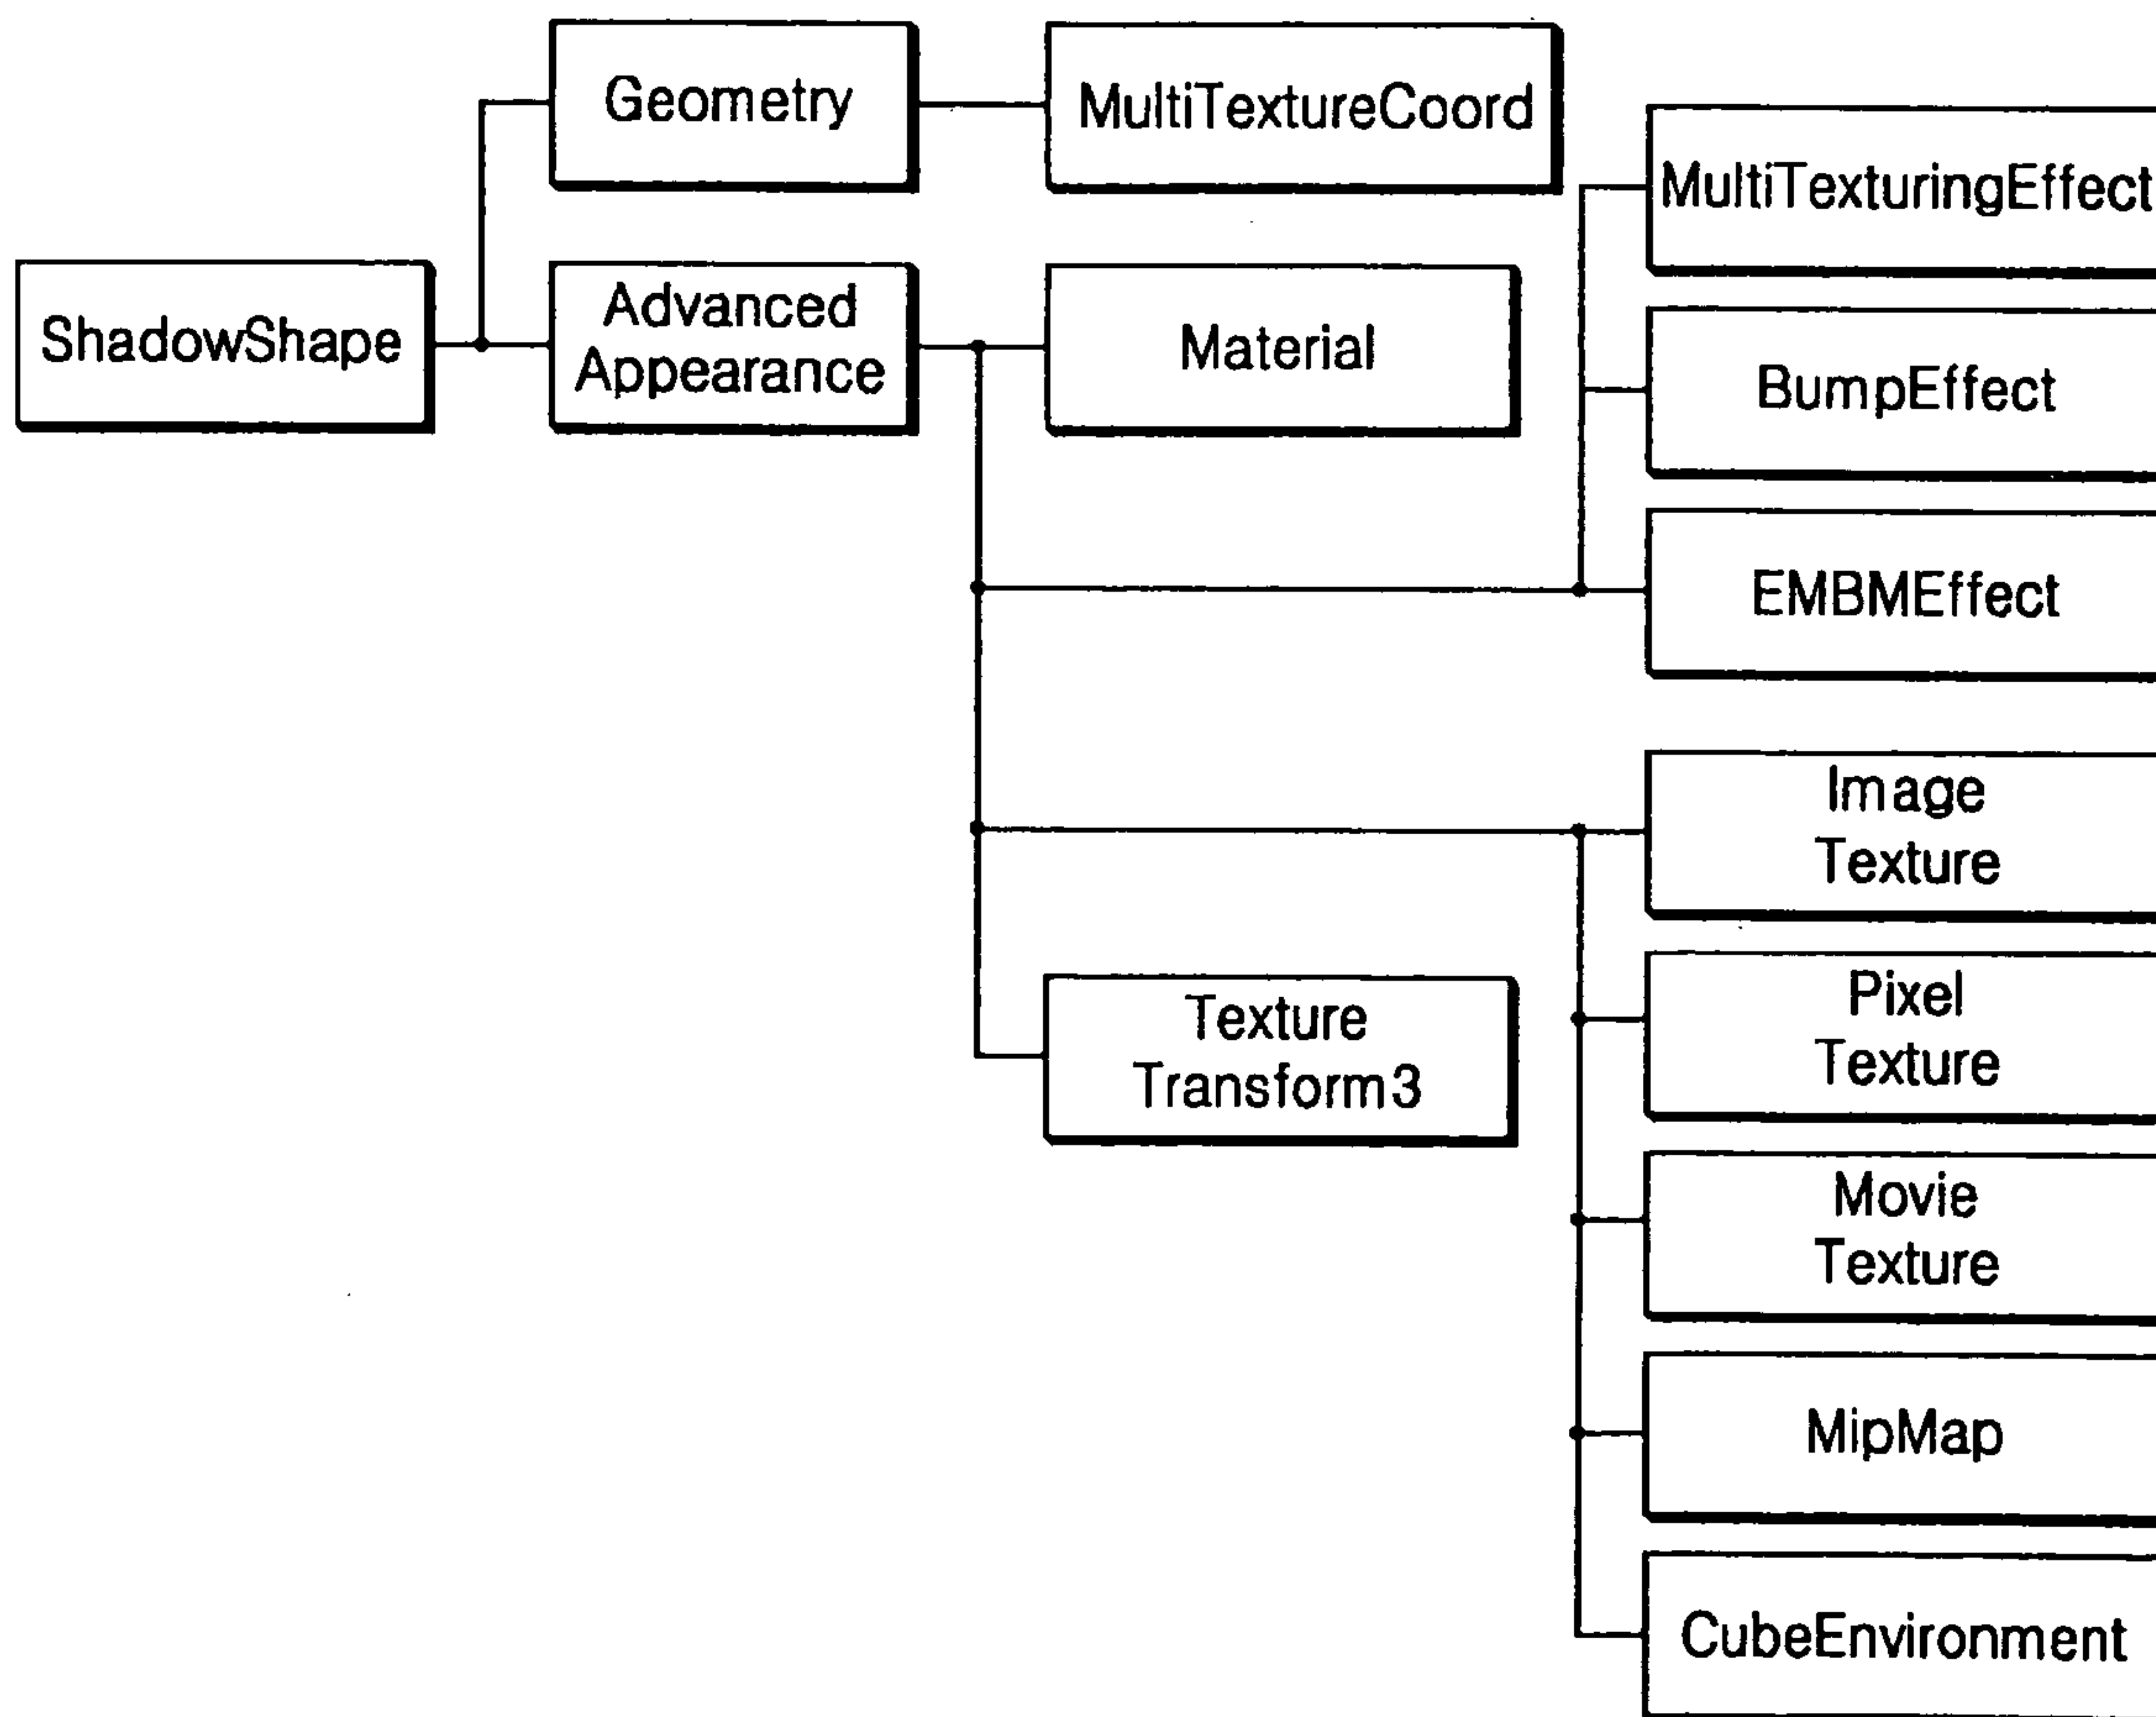 Geometry
MultiTextureCoord
MultiTexturingEffect
ShadowShape
Advanced
Appearance
Material
BumpEffect
EMBMEffect
Image
Texture
Texture
Transform3
Pixel
Texture
Movie
Texture
MipMap
CubeEnvironment